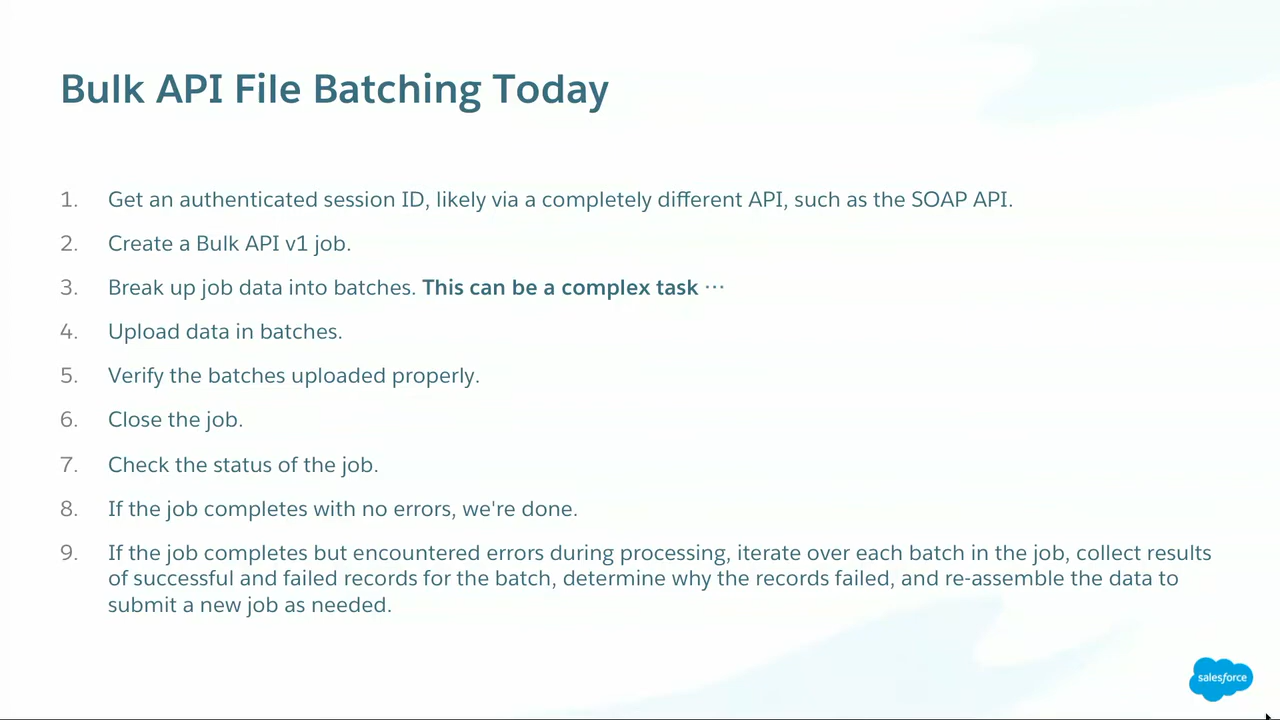 Bulk API File Batching Today
1. Get an authenticated session ID, likely via a completely different API, such as the SOAP API.
2. Create a Bulk API v1 job.
3. Break up job data into batches. This can be a complex task ···
4. Upload data in batches.
5. Verify the batches uploaded properly.
6. Close the job.
7. Check the status of the job.
8. If the job completes with no errors, we're done.
9. If the job completes but encountered errors during processing, iterate over each batch in the job, collect results
of successful and failed records for the batch, determine why the records failed, and re-assemble the data to
submit a new job as needed.
salesforce